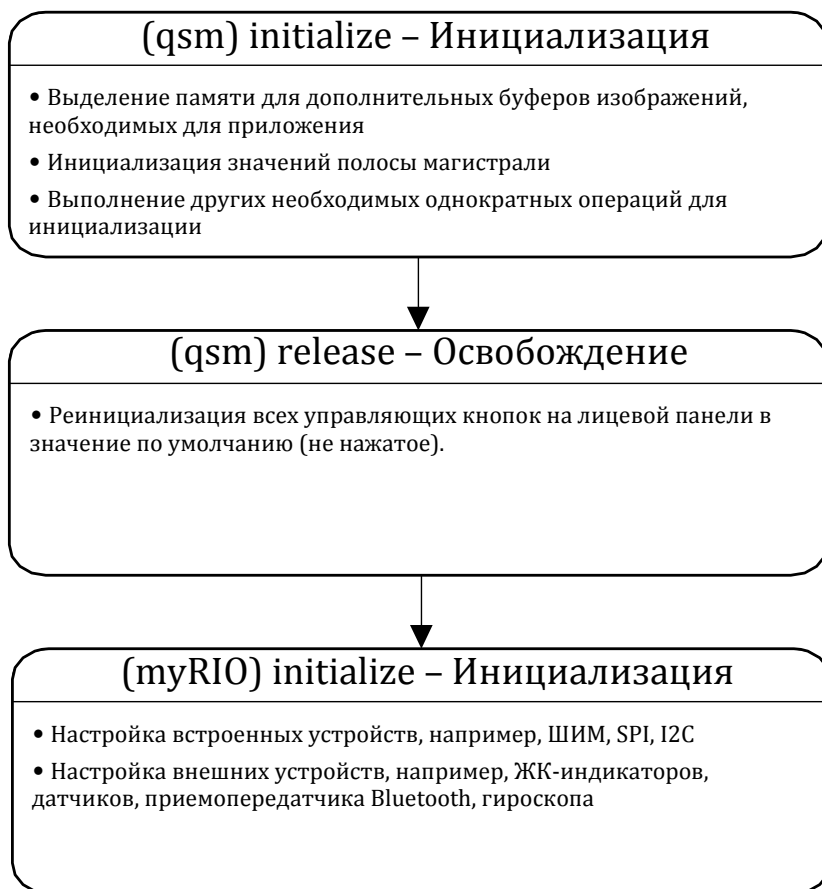 (qsm) initialize – Инициализация
• Выделение памяти для дополнительных буферов изображений,
необходимых для приложения
• Инициализация значений полосы магистрали
• Выполнение других необходимых однократных операций для
инициализации
(qsm) release – Освобождение
• Реинициализация всех управляющих кнопок на лицевой панели в
значение по умолчанию (не нажатое).
(myRIO) initialize – Инициализация
• Настройка встроенных устройств, например, ШИМ, SPI, I2C
• Настройка внешних устройств, например, ЖК-индикаторов,
датчиков, приемопередатчика Bluetooth, гироскопа